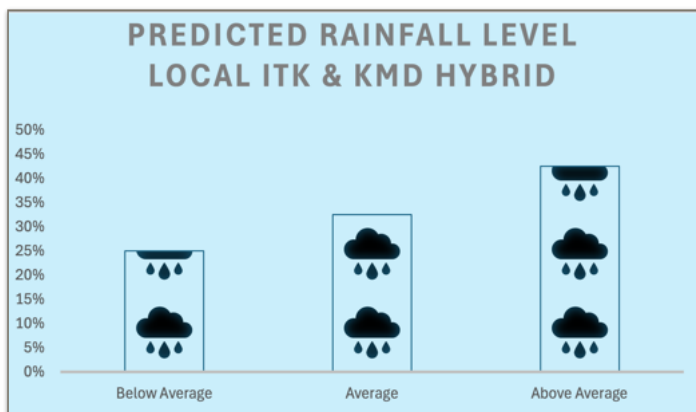 PREDICTED RAINFALL LEVEL
LOCAL ITK & KMD HYBRID
50%
45%
40%
35%
30%
25%
20%
15%
10%
5%
0%
Below Average
Average
Above Average